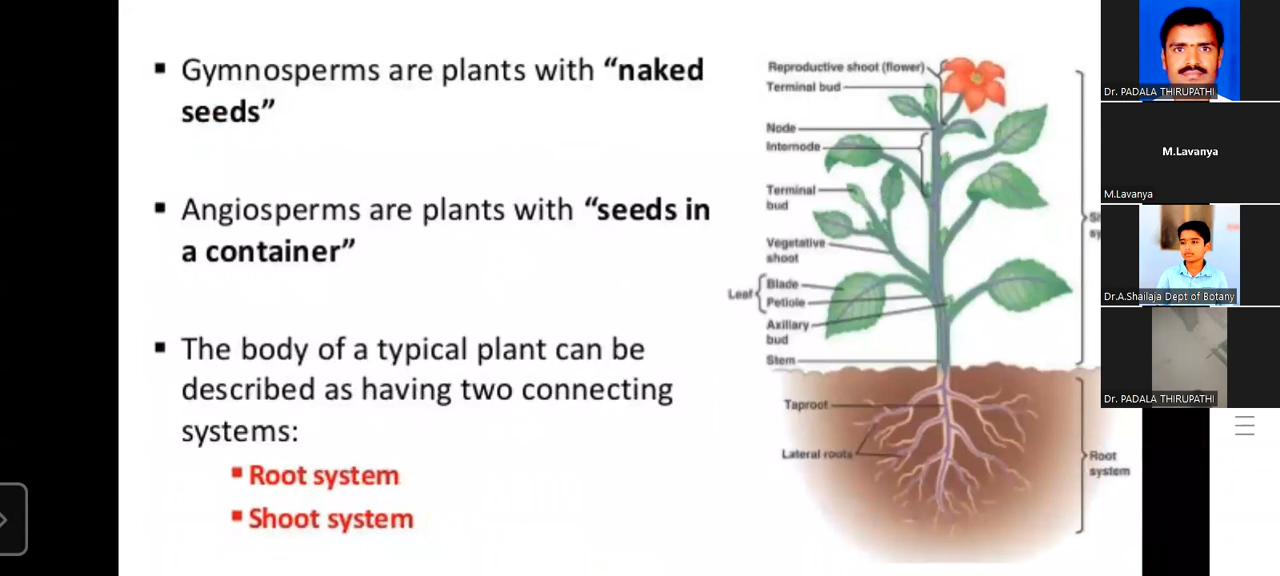 ▪ Gymnosperms are plants with “naked
seeds”
▪ Angiosperms are plants with “seeds in
a container”
▪ The body of a typical plant can be
described as having two connecting
systems:
▪ Root system
▪ Shoot system
Reproductive shoot (flower)
Terminal bud
Node
Internode
Terminal
bud
Vegetative
shoot
Leaf
Blade
Petiole
Axillary
bud
Stem
Taproot
Lateral roots
Root
system
Dr. PADALA THIRUPATHI
M.Lavanya
M.Lavanya
Dr.A.Shailaja Dept of Botany
Dr. PADALA THIRUPATHI